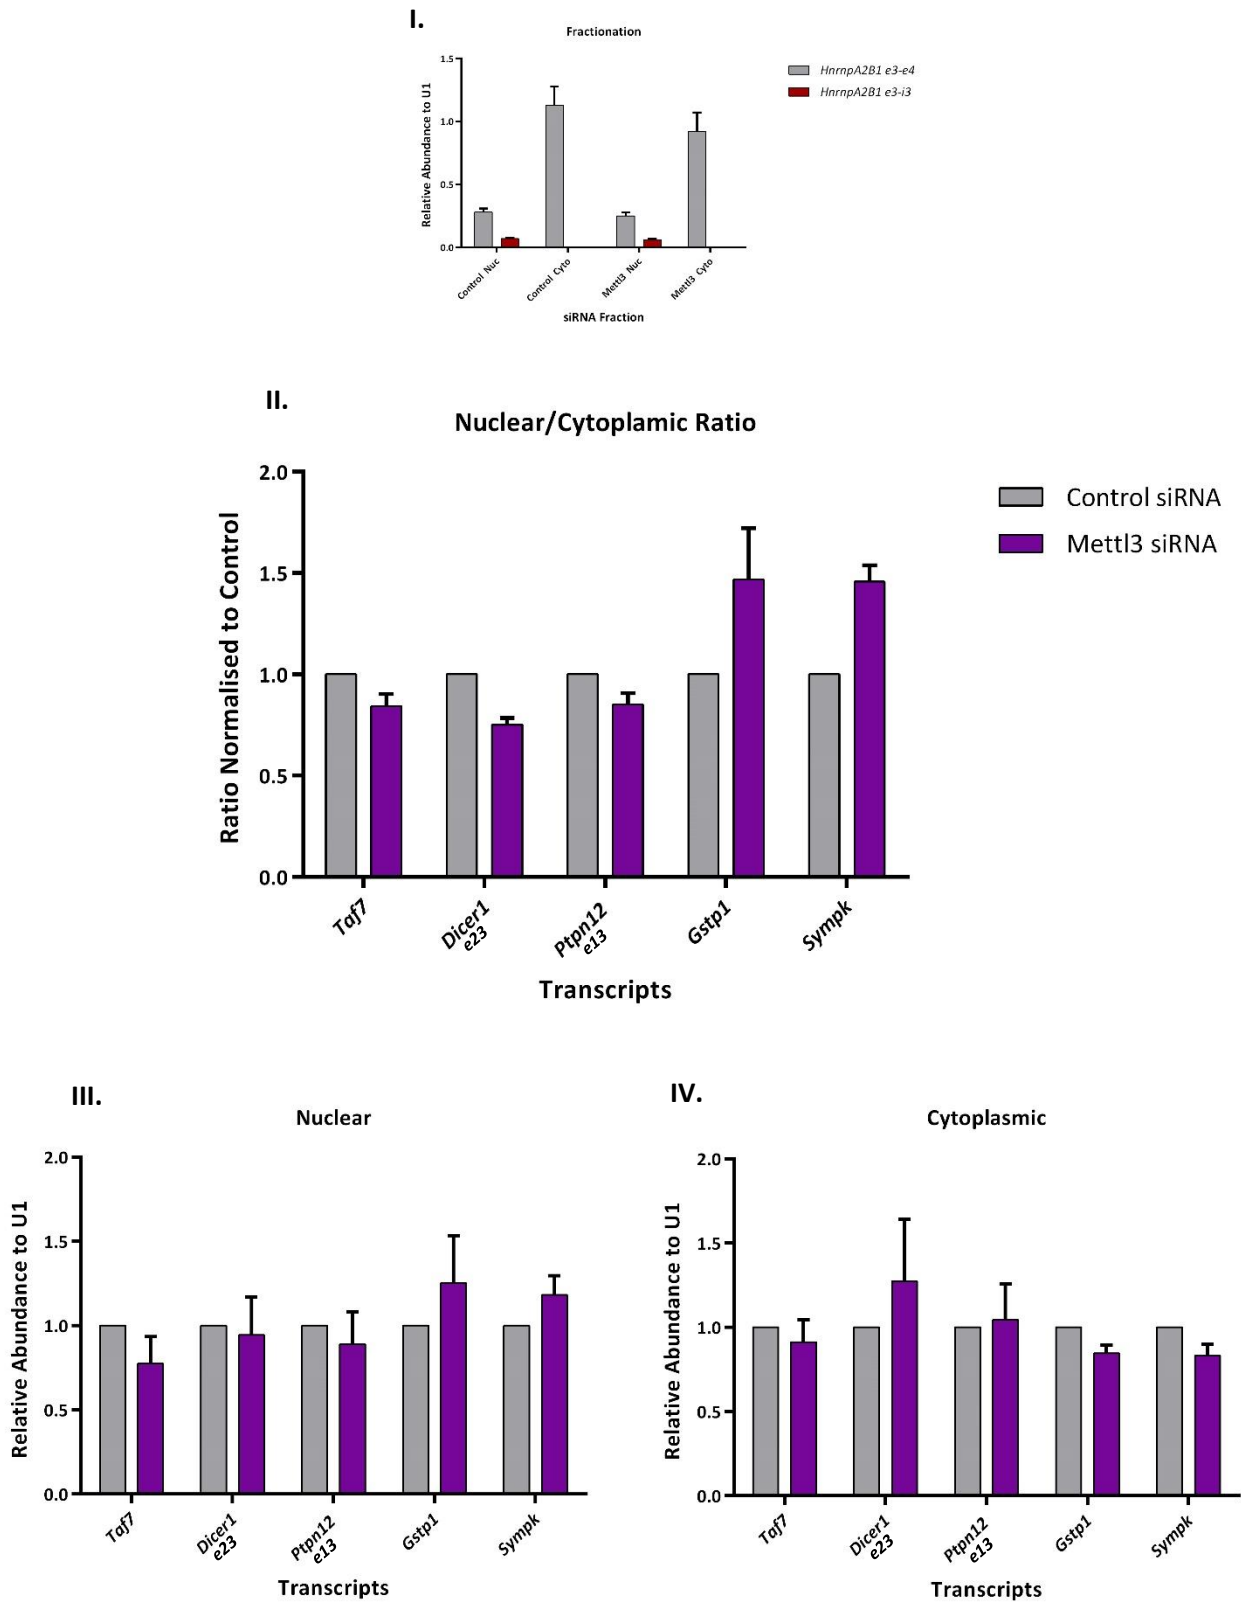 I.
Fractionation
Relative Abundance to U1
1.5
1.0
0.5
0.0
Control Nuc
Control Cyto
Mettl3 Nuc
Mettl3 Cyto
siRNA Fraction
HnrnpA2B1 e3-e4
HnrnpA2B1 e3-i3
II.
Nuclear/Cytoplamic Ratio
Ratio Normalised to Control
2.0
1.5
1.0
0.5
0.0
Taf7
Dicer1
e23
Ptpn12
e13
Gstp1
Sympk
Transcripts
Control siRNA
Mettl3 siRNA
III.
Nuclear
Relative Abundance to U1
2.0
1.5
1.0
0.5
0.0
Taf7
Dicer1
e23
Ptpn12
e13
Gstp1
Sympk
Transcripts
IV.
Cytoplasmic
Relative Abundance to U1
2.0
1.5
1.0
0.5
0.0
Taf7
Dicer1
e23
Ptpn12
e13
Gstp1
Sympk
Transcripts